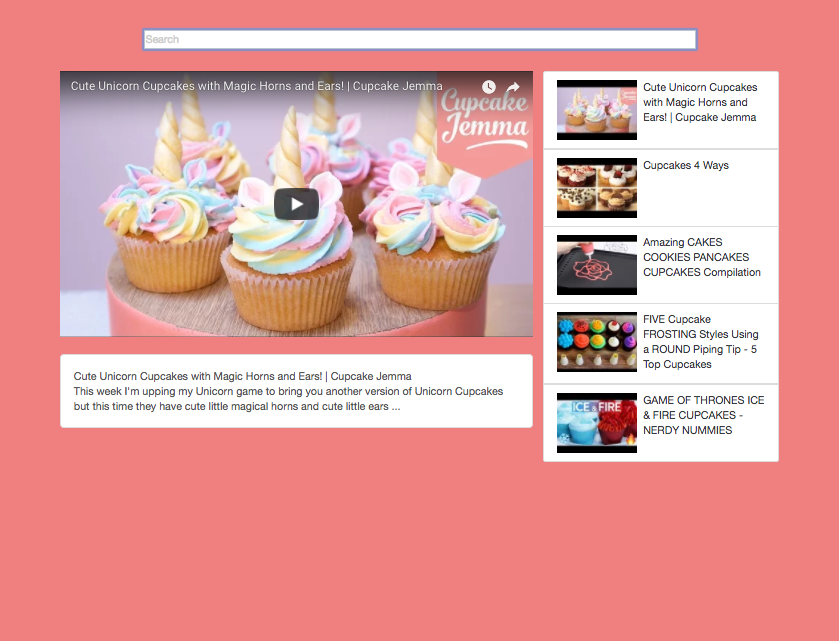 Search
Cute Unicorn Cupcakes with Magic Horns and Ears! | Cupcake Jemma
Cupcake
Jemma
Cute Unicorn Cupcakes with Magic Horns and Ears! | Cupcake Jemma
This week I'm upping my Unicorn game to bring you another version of Unicorn Cupcakes
but this time they have cute little magical horns and cute little ears ...
Cute Unicorn Cupcakes
with Magic Horns and
Ears! | Cupcake Jemma
Cupcakes 4 Ways
Amazing CAKES
COOKIES PANCAKES
CUPCAKES Compilation
FIVE Cupcake
FROSTING Styles Using
a ROUND Piping Tip - 5
Top Cupcakes
ICE & FIRE
GAME OF THRONES ICE
& FIRE CUPCAKES -
NERDY NUMMIES